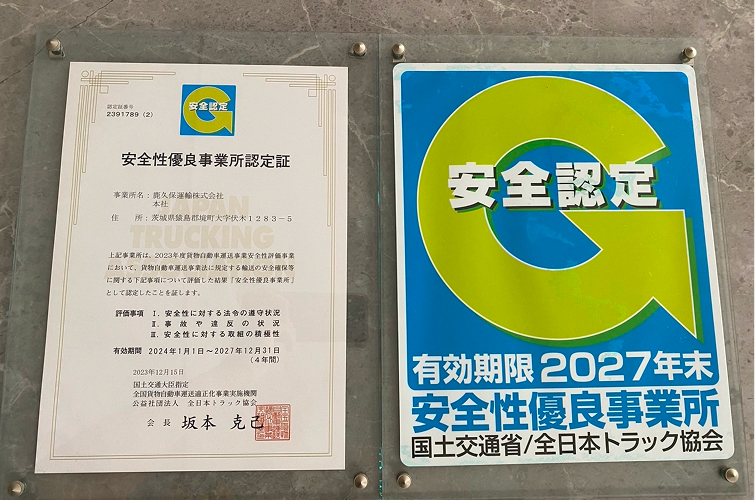 安全認定
認定証番号
2391789（2）
安全性優良事業所認定証
事業所名：鹿久保運輸株式会社
本社
住　所：茨城県猿島郡境町大字伏木１２８３－５
JAPAN
TRUCKING
上記事業所は、2023年度貨物自動車運送事業安全性評価事業
において、貨物自動車運送事業法に規定する輸送の安全確保等
に関する下記事項について評価した結果「安全性優良事業所」
として認定したことを証します。
評価事項　Ⅰ．安全性に対する法令の遵守状況
Ⅱ．事故や違反の状況
Ⅲ．安全性に対する取組の積極性
有効期間　2024年1月1日～2027年12月31日
（４年間）
2023年12月15日
国土交通大臣指定
全国貨物自動車運送適正化事業実施機関
公益社団法人　全日本トラック協会
会長　坂本　克己
安全認定
有効期限 2027年末
安全性優良事業所
国土交通省/全日本トラック協会